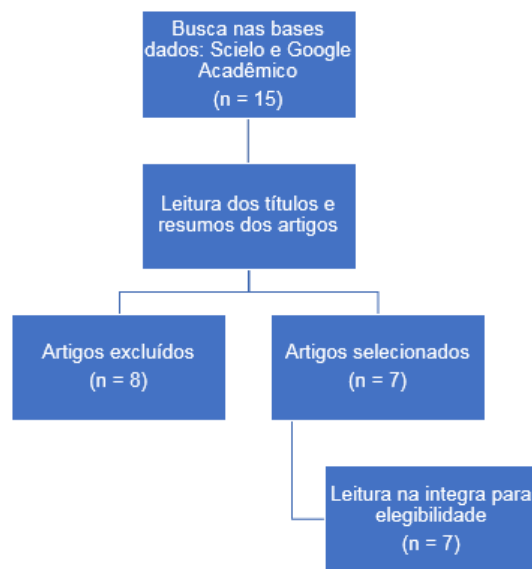 Busca nas bases
dados: Scielo e Google
Acadêmico
(n = 15)
Leitura dos títulos e
resumos dos artigos
Artigos excluídos
(n = 8)
Artigos selecionados
(n = 7)
Leitura na integra para
elegibilidade
(n = 7)